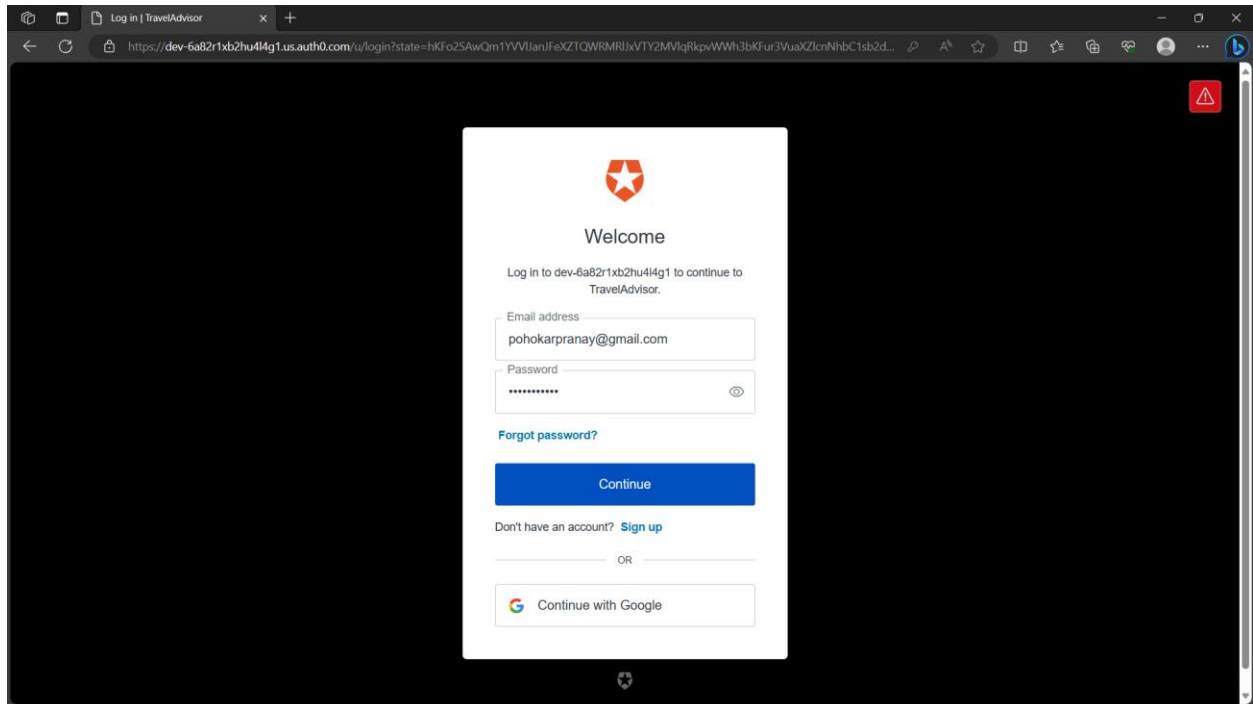 Log in | TravelAdvisor
https://dev-6a82r1xb2hu4l4g1.us.auth0.com/u/login?state=
Welcome
Log in to dev-6a82r1xb2hu4l4g1 to continue to
TravelAdvisor.
Email address
pohokarpranay@gmail.com
Password
•••••••••••
Forgot password?
Continue
Don't have an account? Sign up
OR
Continue with Google